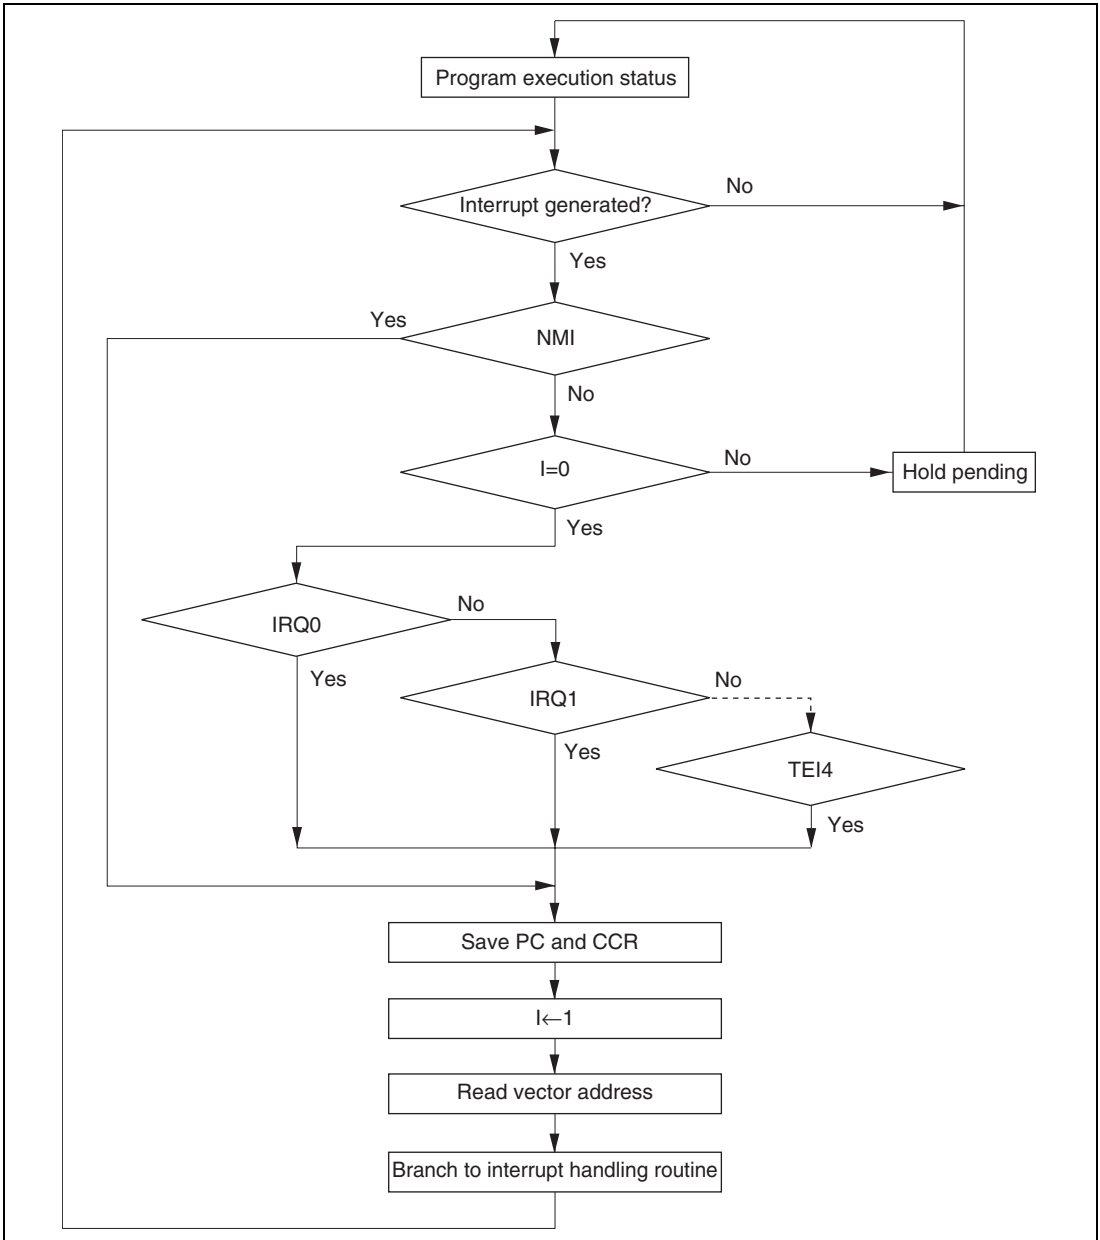 Program execution status
Interrupt generated?
No
Yes
NMI
Yes
No
I=0
No
Hold pending
Yes
IRQ0
No
Yes
IRQ1
No
Yes
TEI4
Yes
Save PC and CCR
I←1
Read vector address
Branch to interrupt handling routine